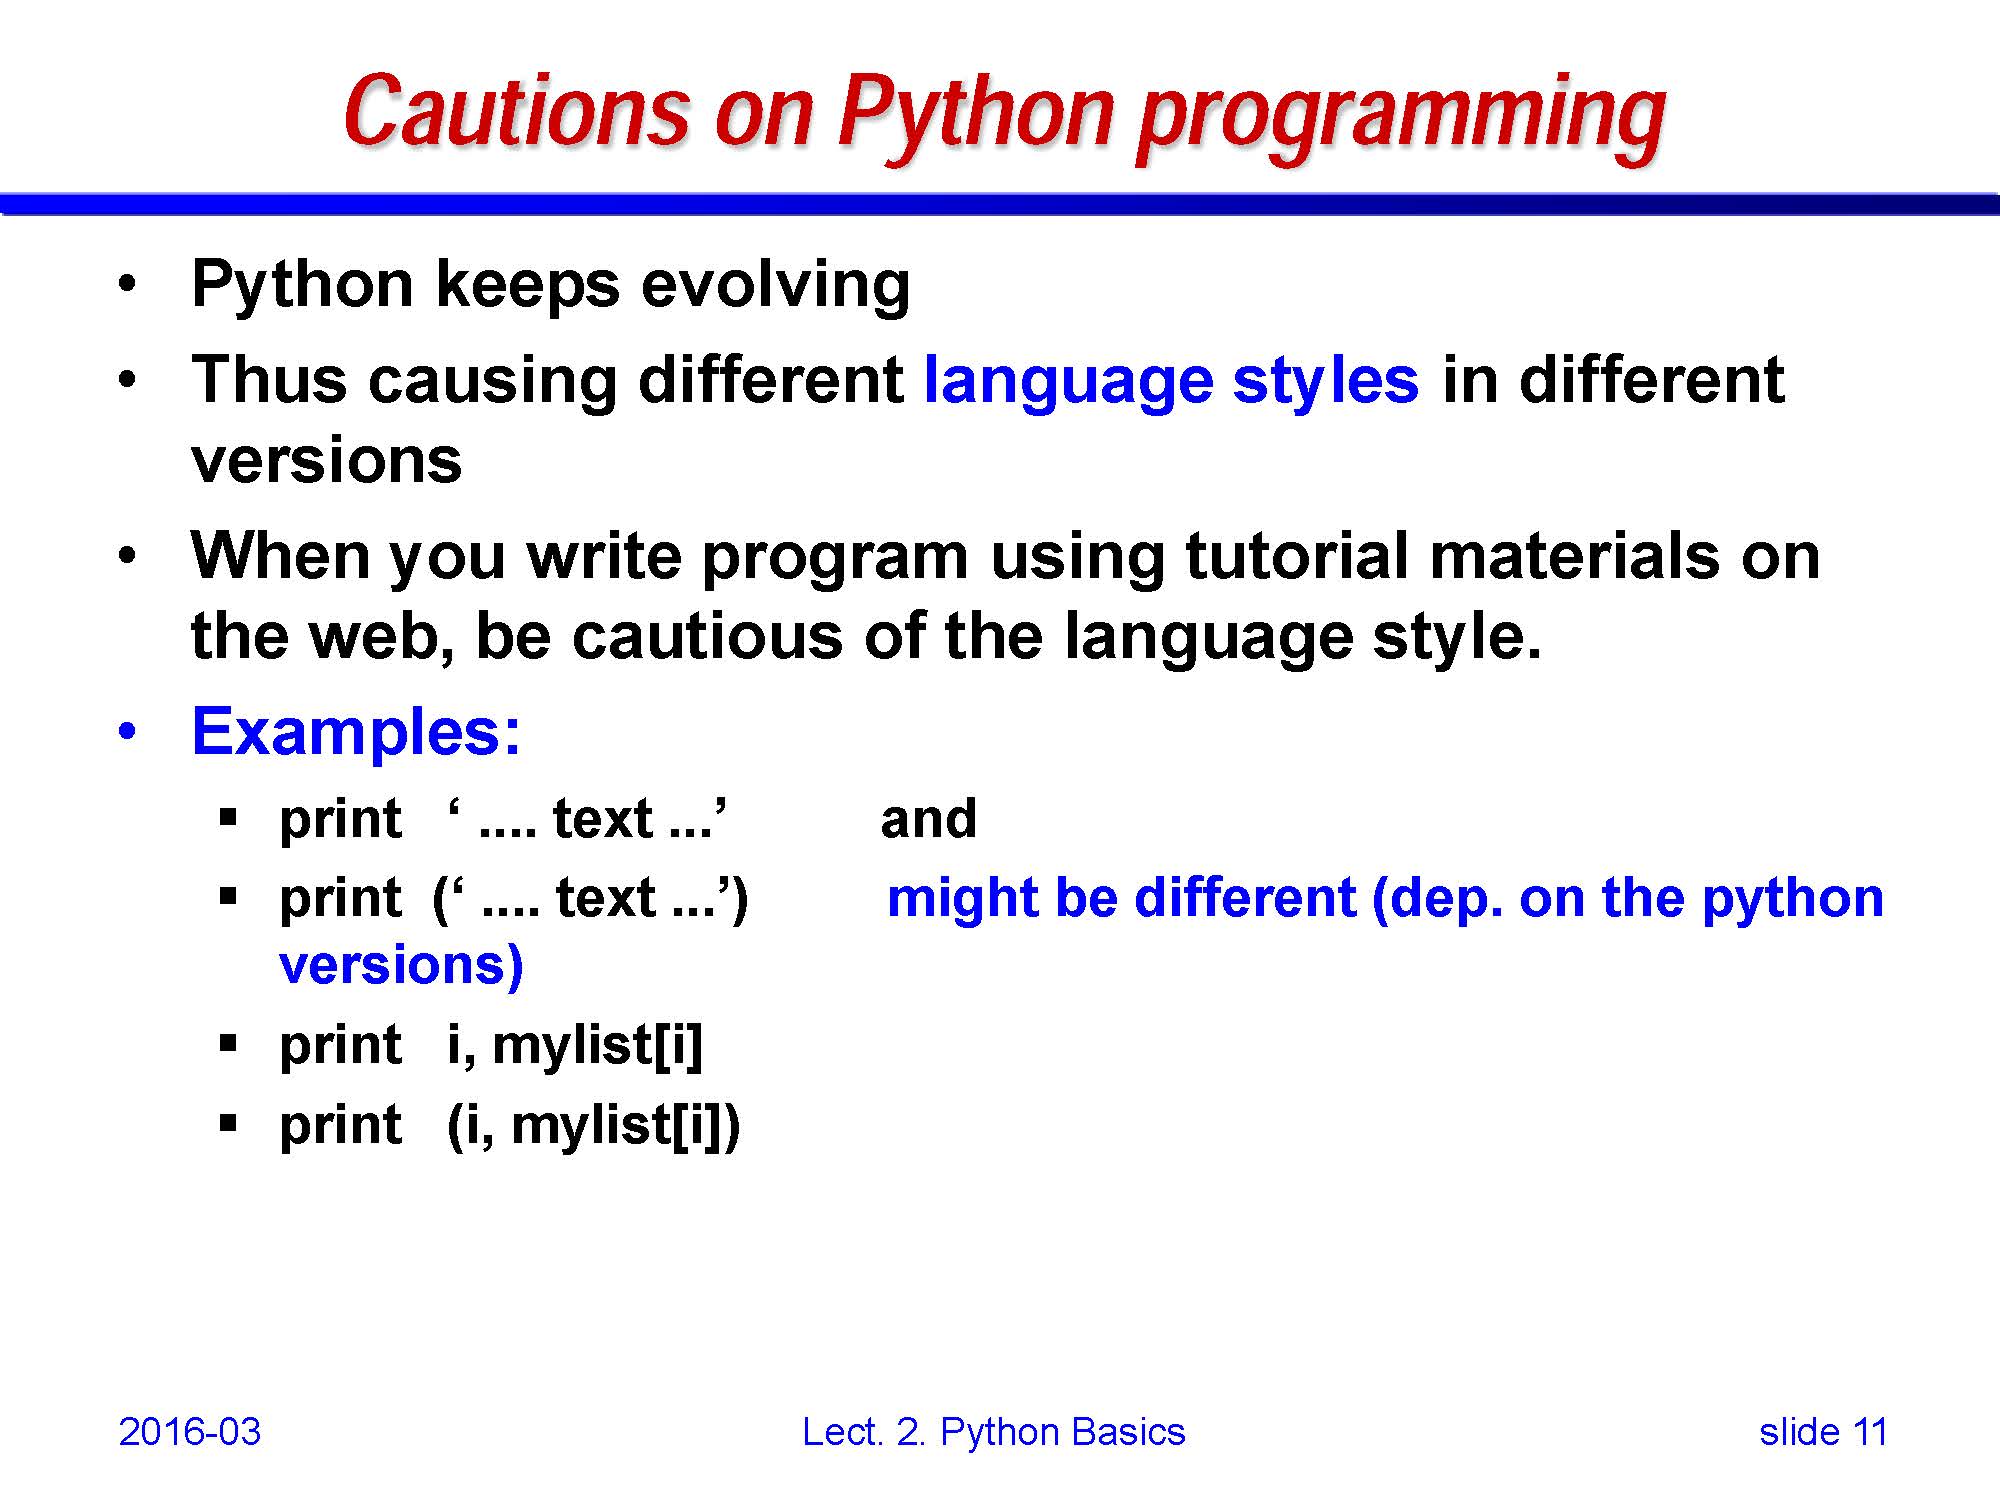 Cautions on Python programming
• Python keeps evolving
• Thus causing different language styles in different
versions
• When you write program using tutorial materials on
the web, be cautious of the language style.
• Examples:
▪ print ‘ .... text ...’ and
▪ print (‘ .... text ...’) might be different (dep. on the python
versions)
▪ print i, mylist[i]
▪ print (i, mylist[i])
2016-03 Lect. 2. Python Basics slide 11